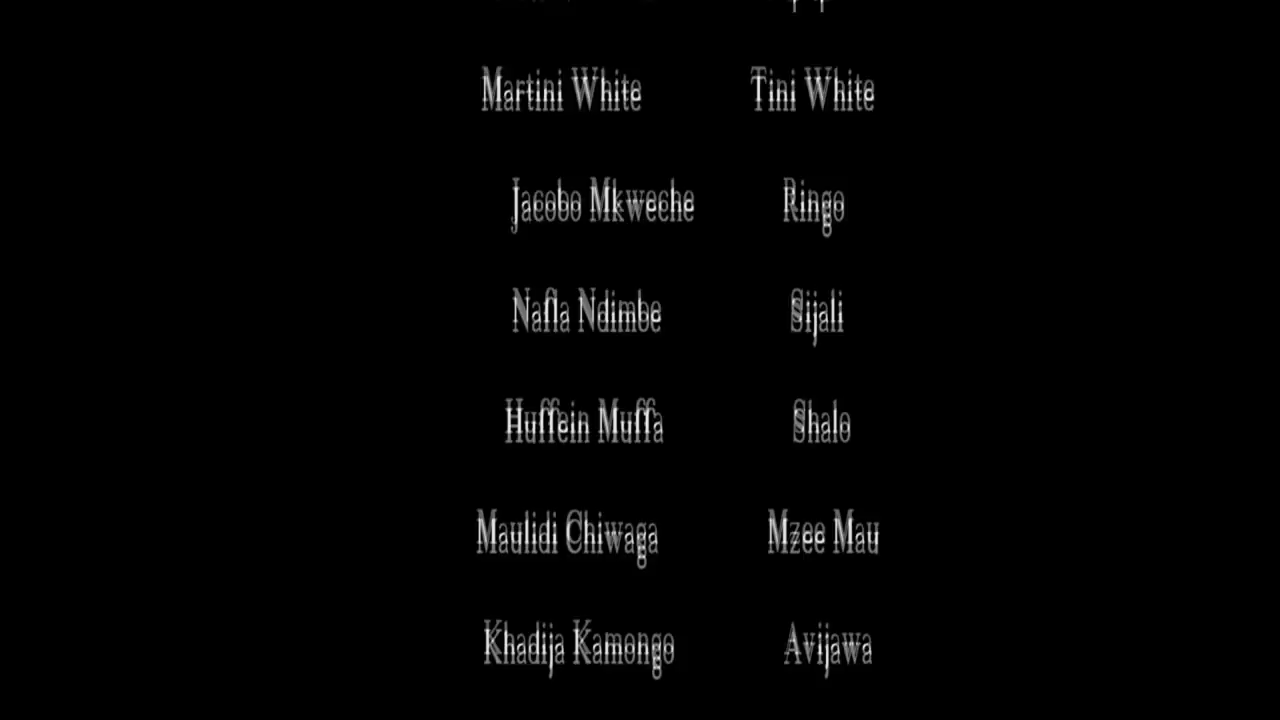 Martini White Tini White
Jacobo Mkweche Ringo
Nafla Ndimbe Sijali
Huffein Muffa Shalo
Maulidi Chiwaga Mzee Mau
Khadija Kamongo Avijawa